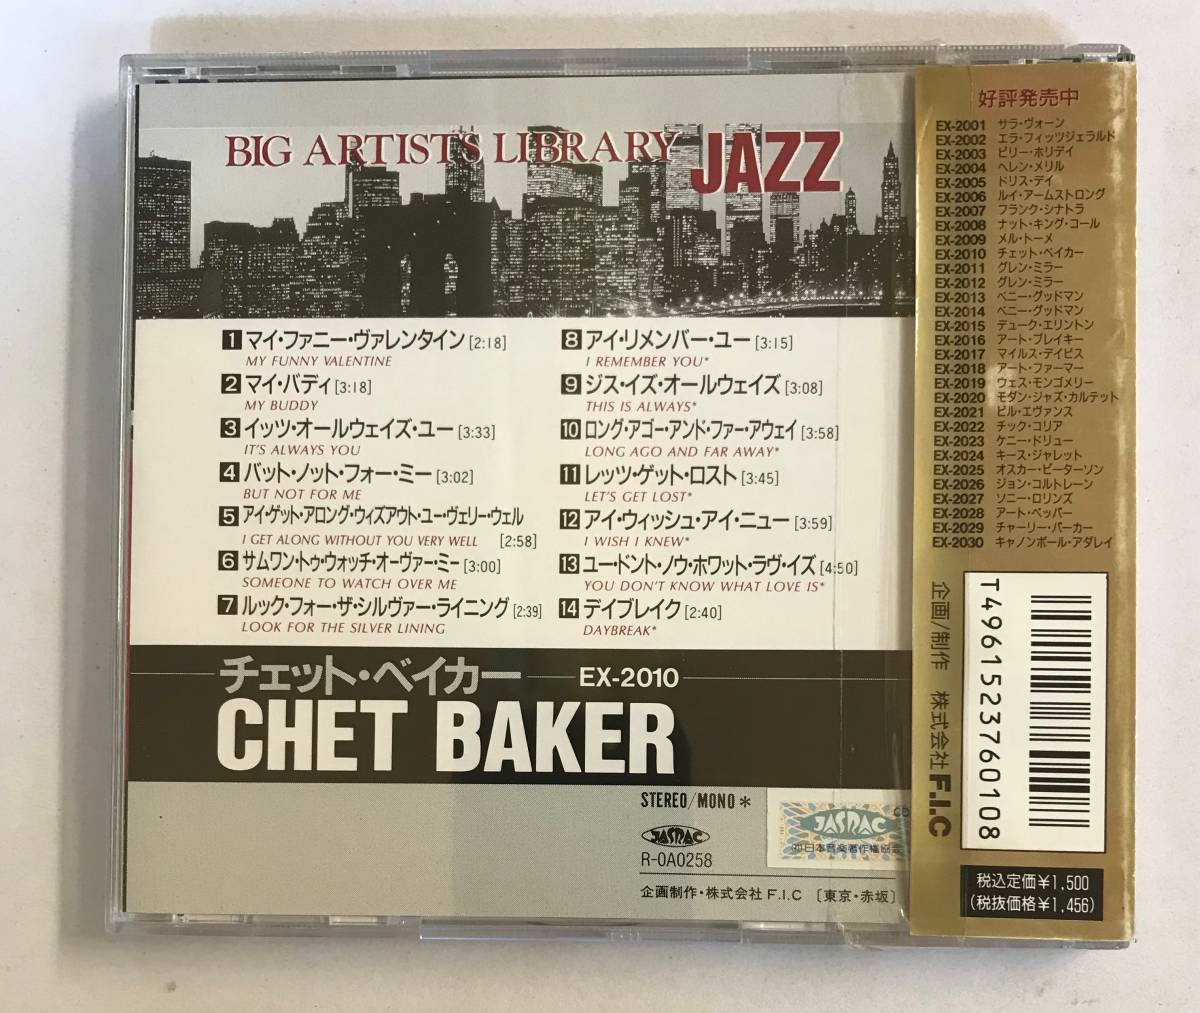 BIG ARTISTS LIBRARY JAZZ
1 マイ・ファニー・ヴァレンタイン [2:18]
MY FUNNY VALENTINE
2 マイ・バディ [3:18]
MY BUDDY
3 イッツ・オールウェイズ・ユー [3:33]
IT'S ALWAYS YOU
4 バット・ノット・フォー・ミー [3:02]
BUT NOT FOR ME
5 アイ・ゲット・アロング・ウィズアウト・ユー・ヴェリー・ウェル
I GET ALONG WITHOUT YOU VERY WELL [2:58]
6 サムワン・トゥ・ウォッチ・オーヴァー・ミー [3:00]
SOMEONE TO WATCH OVER ME
7 ルック・フォー・ザ・シルヴァー・ライニング [2:39]
LOOK FOR THE SILVER LINING
8 アイ・リメンバー・ユー [3:15]
I REMEMBER YOU*
9 ジス・イズ・オールウェイズ [3:08]
THIS IS ALWAYS*
10 ロング・アゴー・アンド・ファー・アウェイ [3:58]
LONG AGO AND FAR AWAY*
11 レッツ・ゲット・ロスト [3:45]
LET'S GET LOST*
12 アイ・ウィッシュ・アイ・ニュー [3:59]
I WISH I KNEW*
13 ユー・ドント・ノウ・ホワット・ラヴ・イズ [4:50]
YOU DON'T KNOW WHAT LOVE IS*
14 デイブレイク [2:40]
DAYBREAK*
チェット・ベイカー EX-2010
CHET BAKER
STEREO/MONO *
JASRAC
R-0A0258
企画制作・株式会社F.I.C [東京・赤坂]
JASRAC
日本音楽著作権協会
好評発売中
EX-2001 サラ・ヴォーン
EX-2002 エラ・フィッツジェラルド
EX-2003 ビリー・ホリデイ
EX-2004 ヘレン・メリル
EX-2005 ドリス・デイ
EX-2006 ルイ・アームストロング
EX-2007 フランク・シナトラ
EX-2008 ナット・キング・コール
EX-2009 メル・トーメ
EX-2010 チェット・ベイカー
EX-2011 グレン・ミラー
EX-2012 グレン・ミラー
EX-2013 ベニー・グッドマン
EX-2014 ベニー・グッドマン
EX-2015 デューク・エリントン
EX-2016 アート・ブレイキー
EX-2017 マイルス・デイビス
EX-2018 アート・ファーマー
EX-2019 ウェス・モンゴメリー
EX-2020 モダン・ジャズ・カルテット
EX-2021 ビル・エヴァンス
EX-2022 チック・コリア
EX-2023 ケニー・ドリュー
EX-2024 キース・ジャレット
EX-2025 オスカー・ピーターソン
EX-2026 ジョン・コルトレーン
EX-2027 ソニー・ロリンズ
EX-2028 アート・ペッパー
EX-2029 チャーリー・パーカー
EX-2030 キャノンボール・アダレイ
企画/制作 株式会社F.I.C
T4961523760108
税込定価¥1,500
(税抜価格¥1,456)